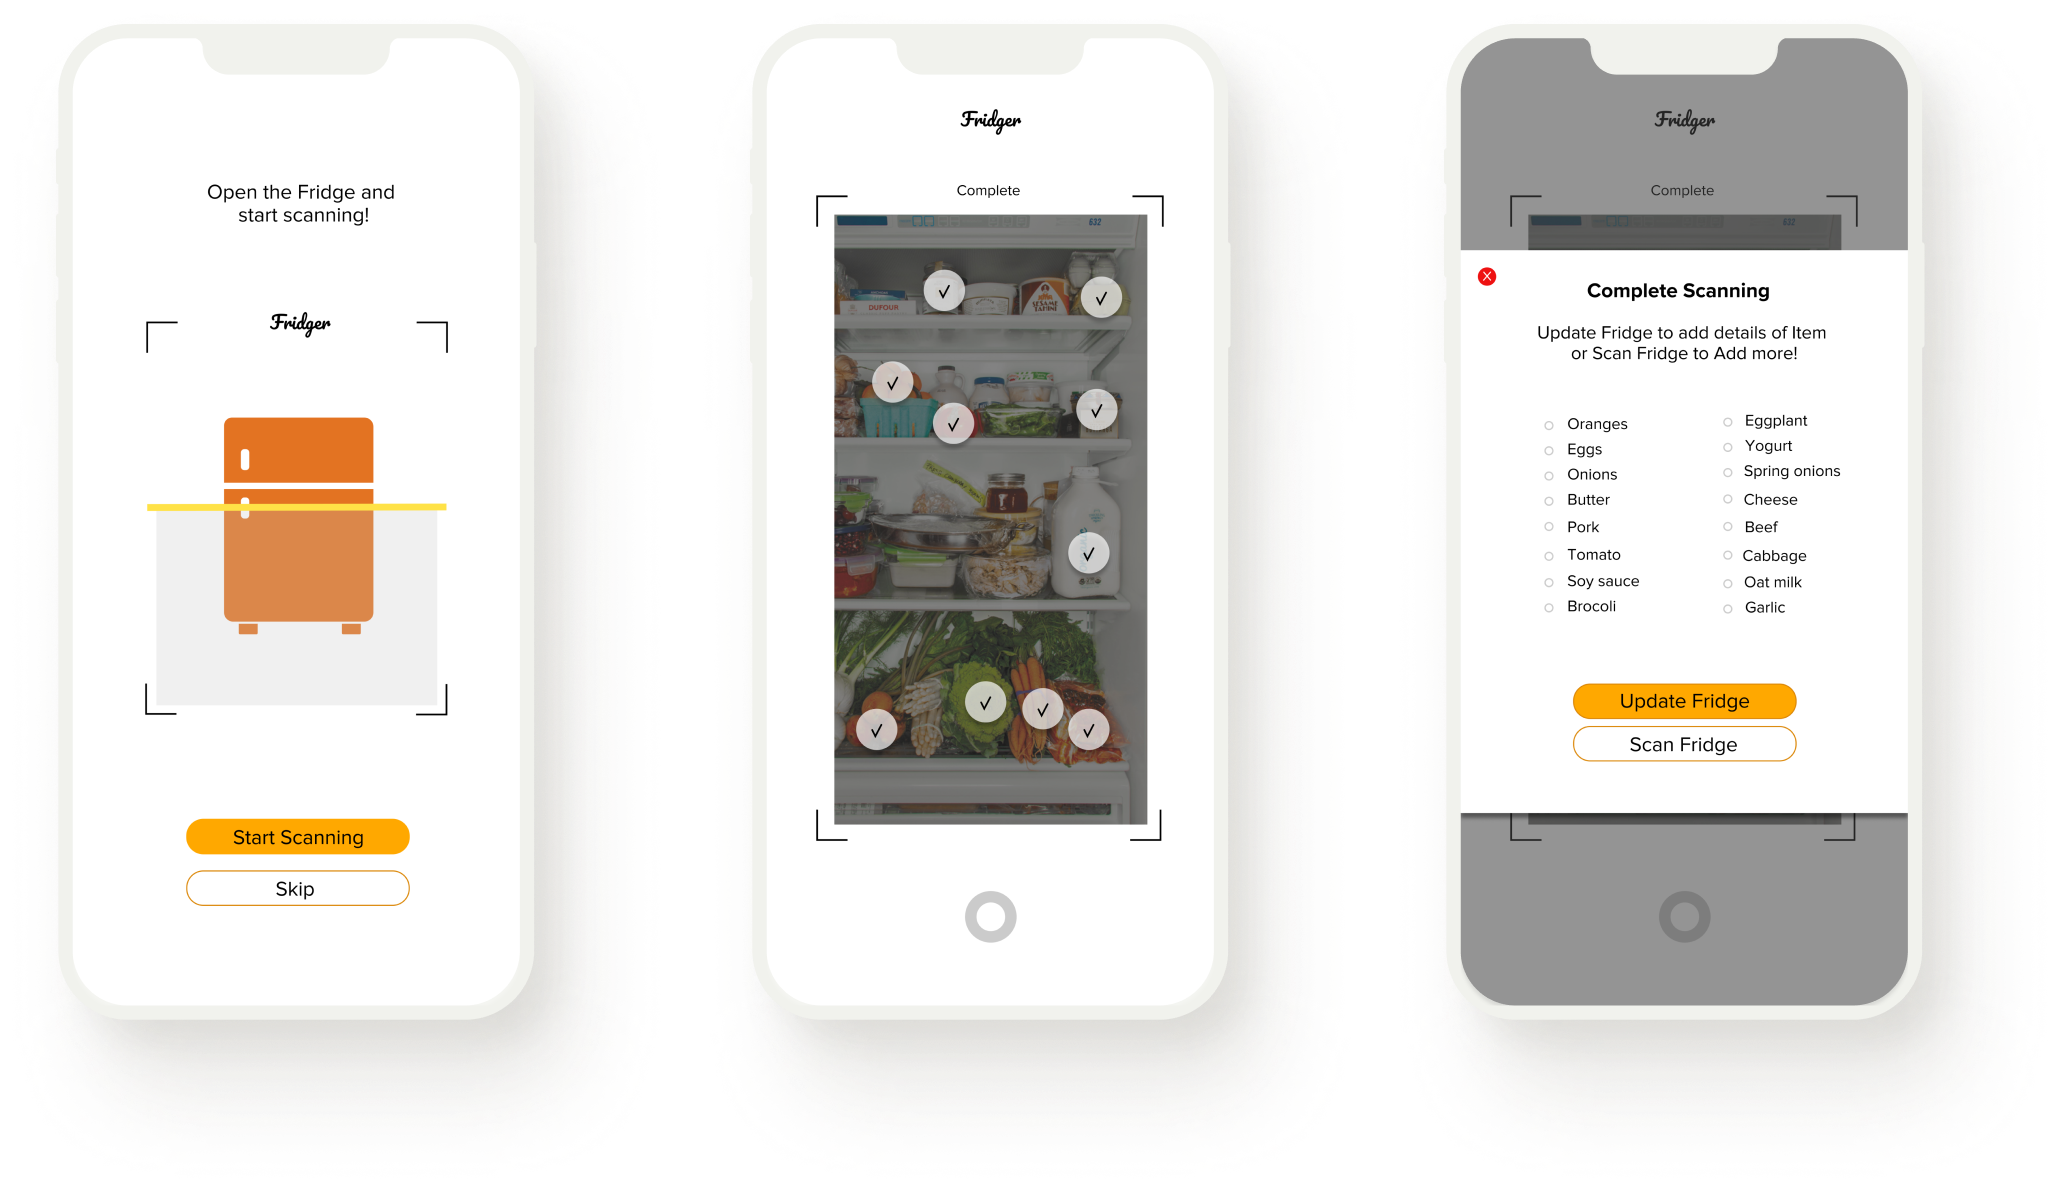 Open the Fridge and
start scanning!
Fridger
Start Scanning
Skip
Fridger
Complete
632
DUFOUR
SESAME
TAHINI
Fridger
Complete
632
X
Complete Scanning
Update Fridge to add details of Item
or Scan Fridge to Add more!
Oranges
Eggs
Onions
Butter
Pork
Tomato
Soy sauce
Brocoli
Eggplant
Yogurt
Spring onions
Cheese
Beef
Cabbage
Oat milk
Garlic
Update Fridge
Scan Fridge